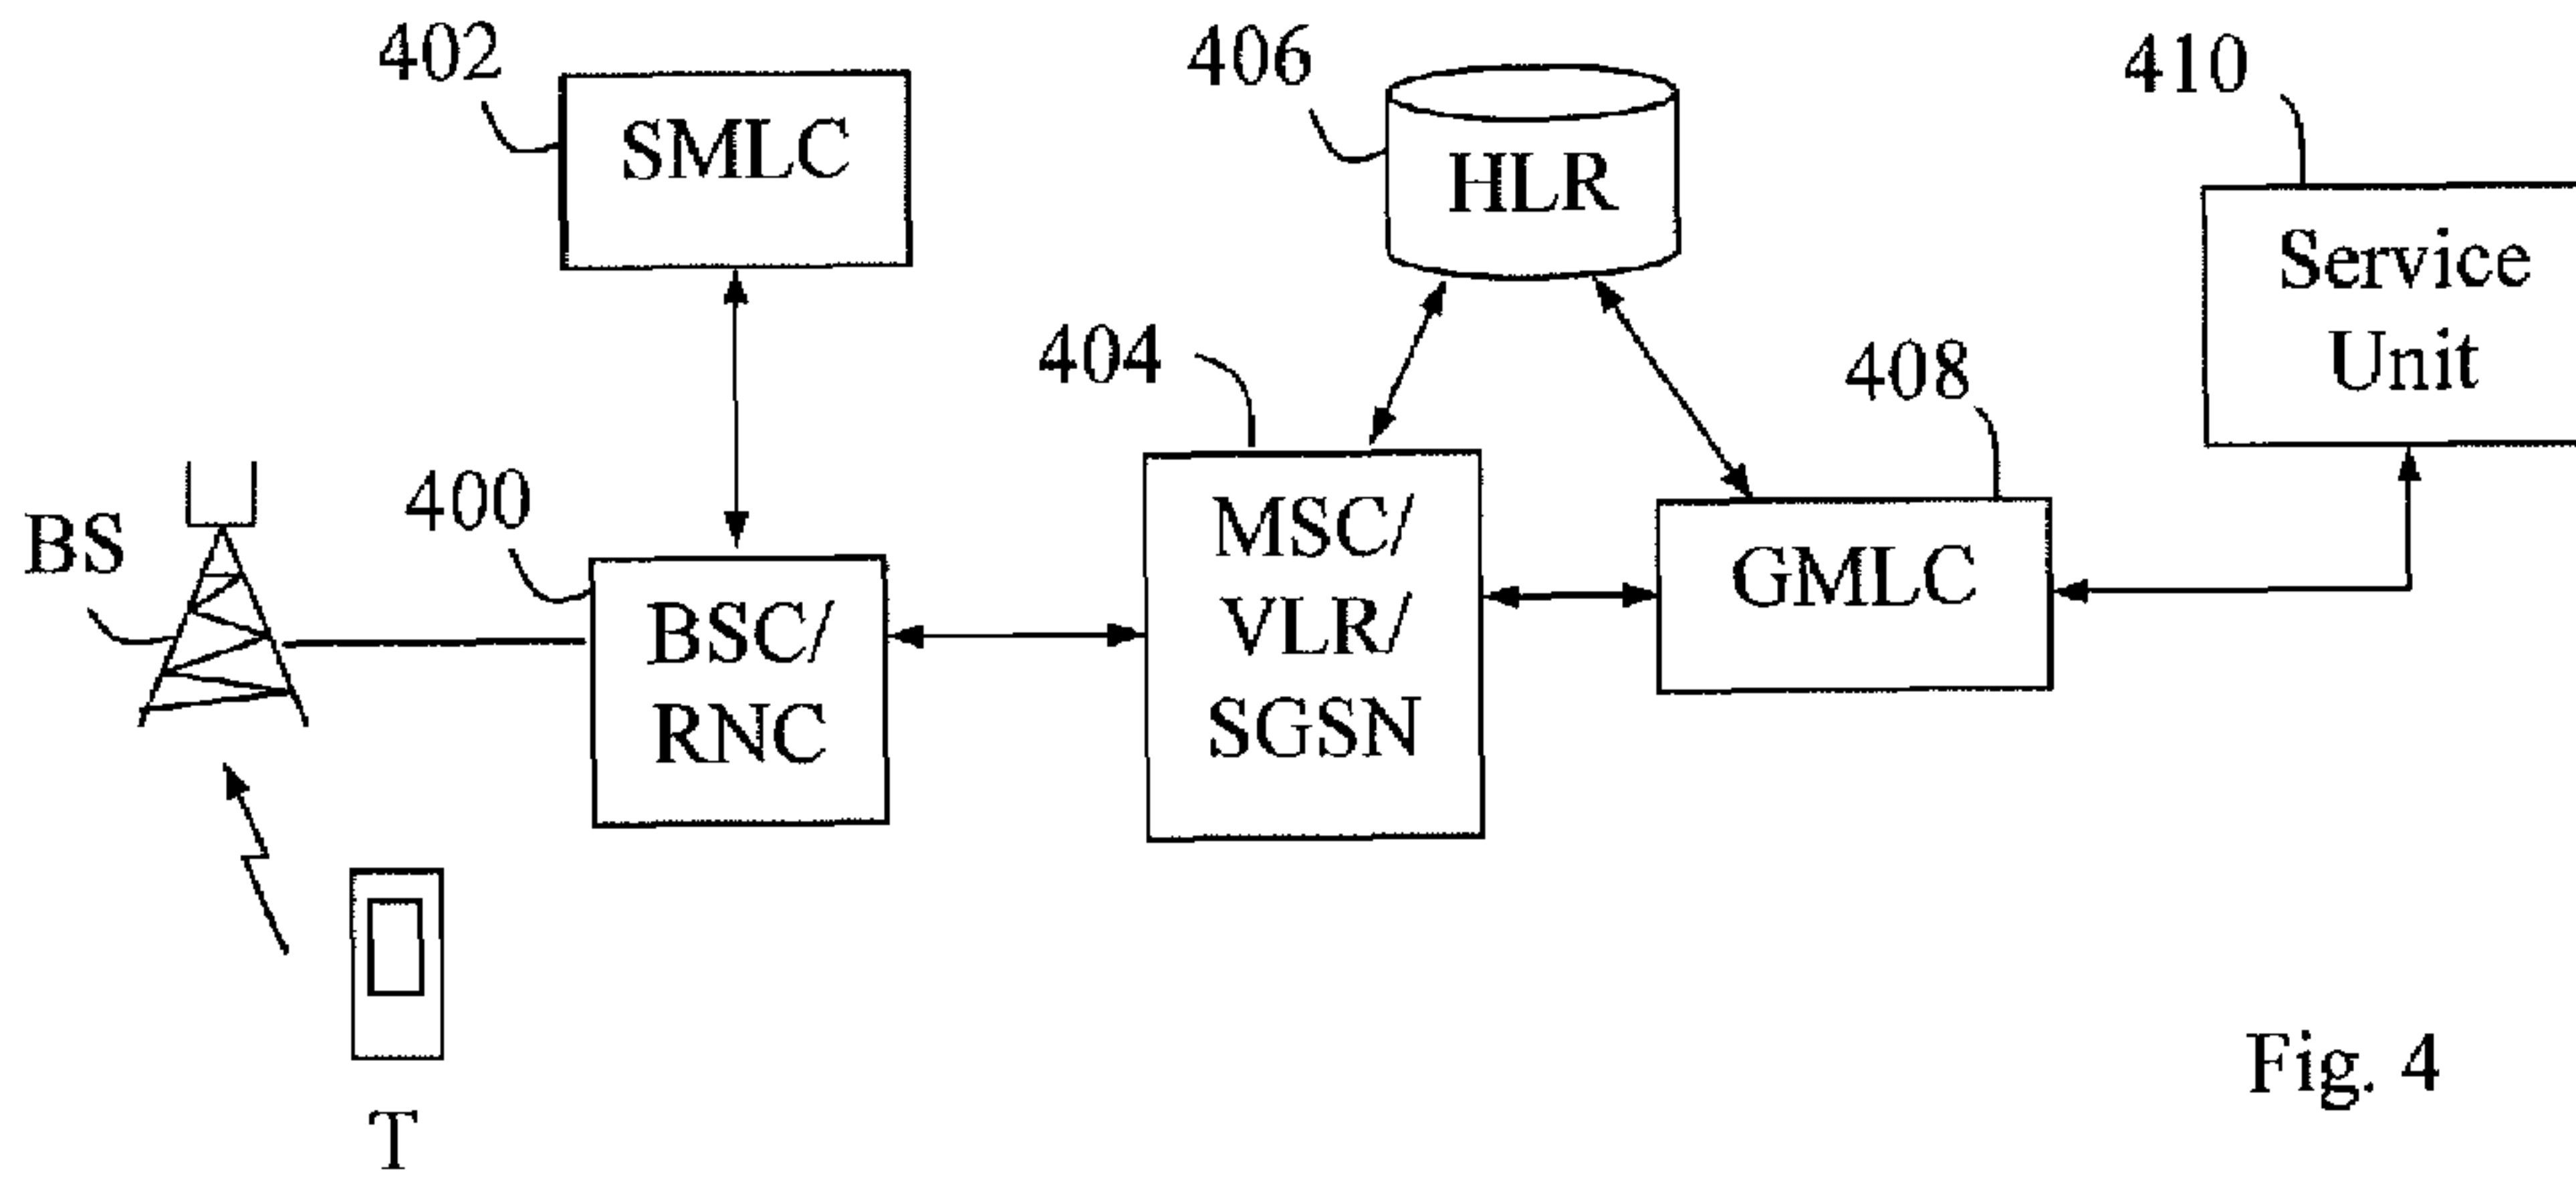 402
SMLC
406
HLR
410
Service
Unit
404
408
400
BS
BSC/
RNC
MSC/
VLR/
SGSN
GMLC
T
Fig. 4